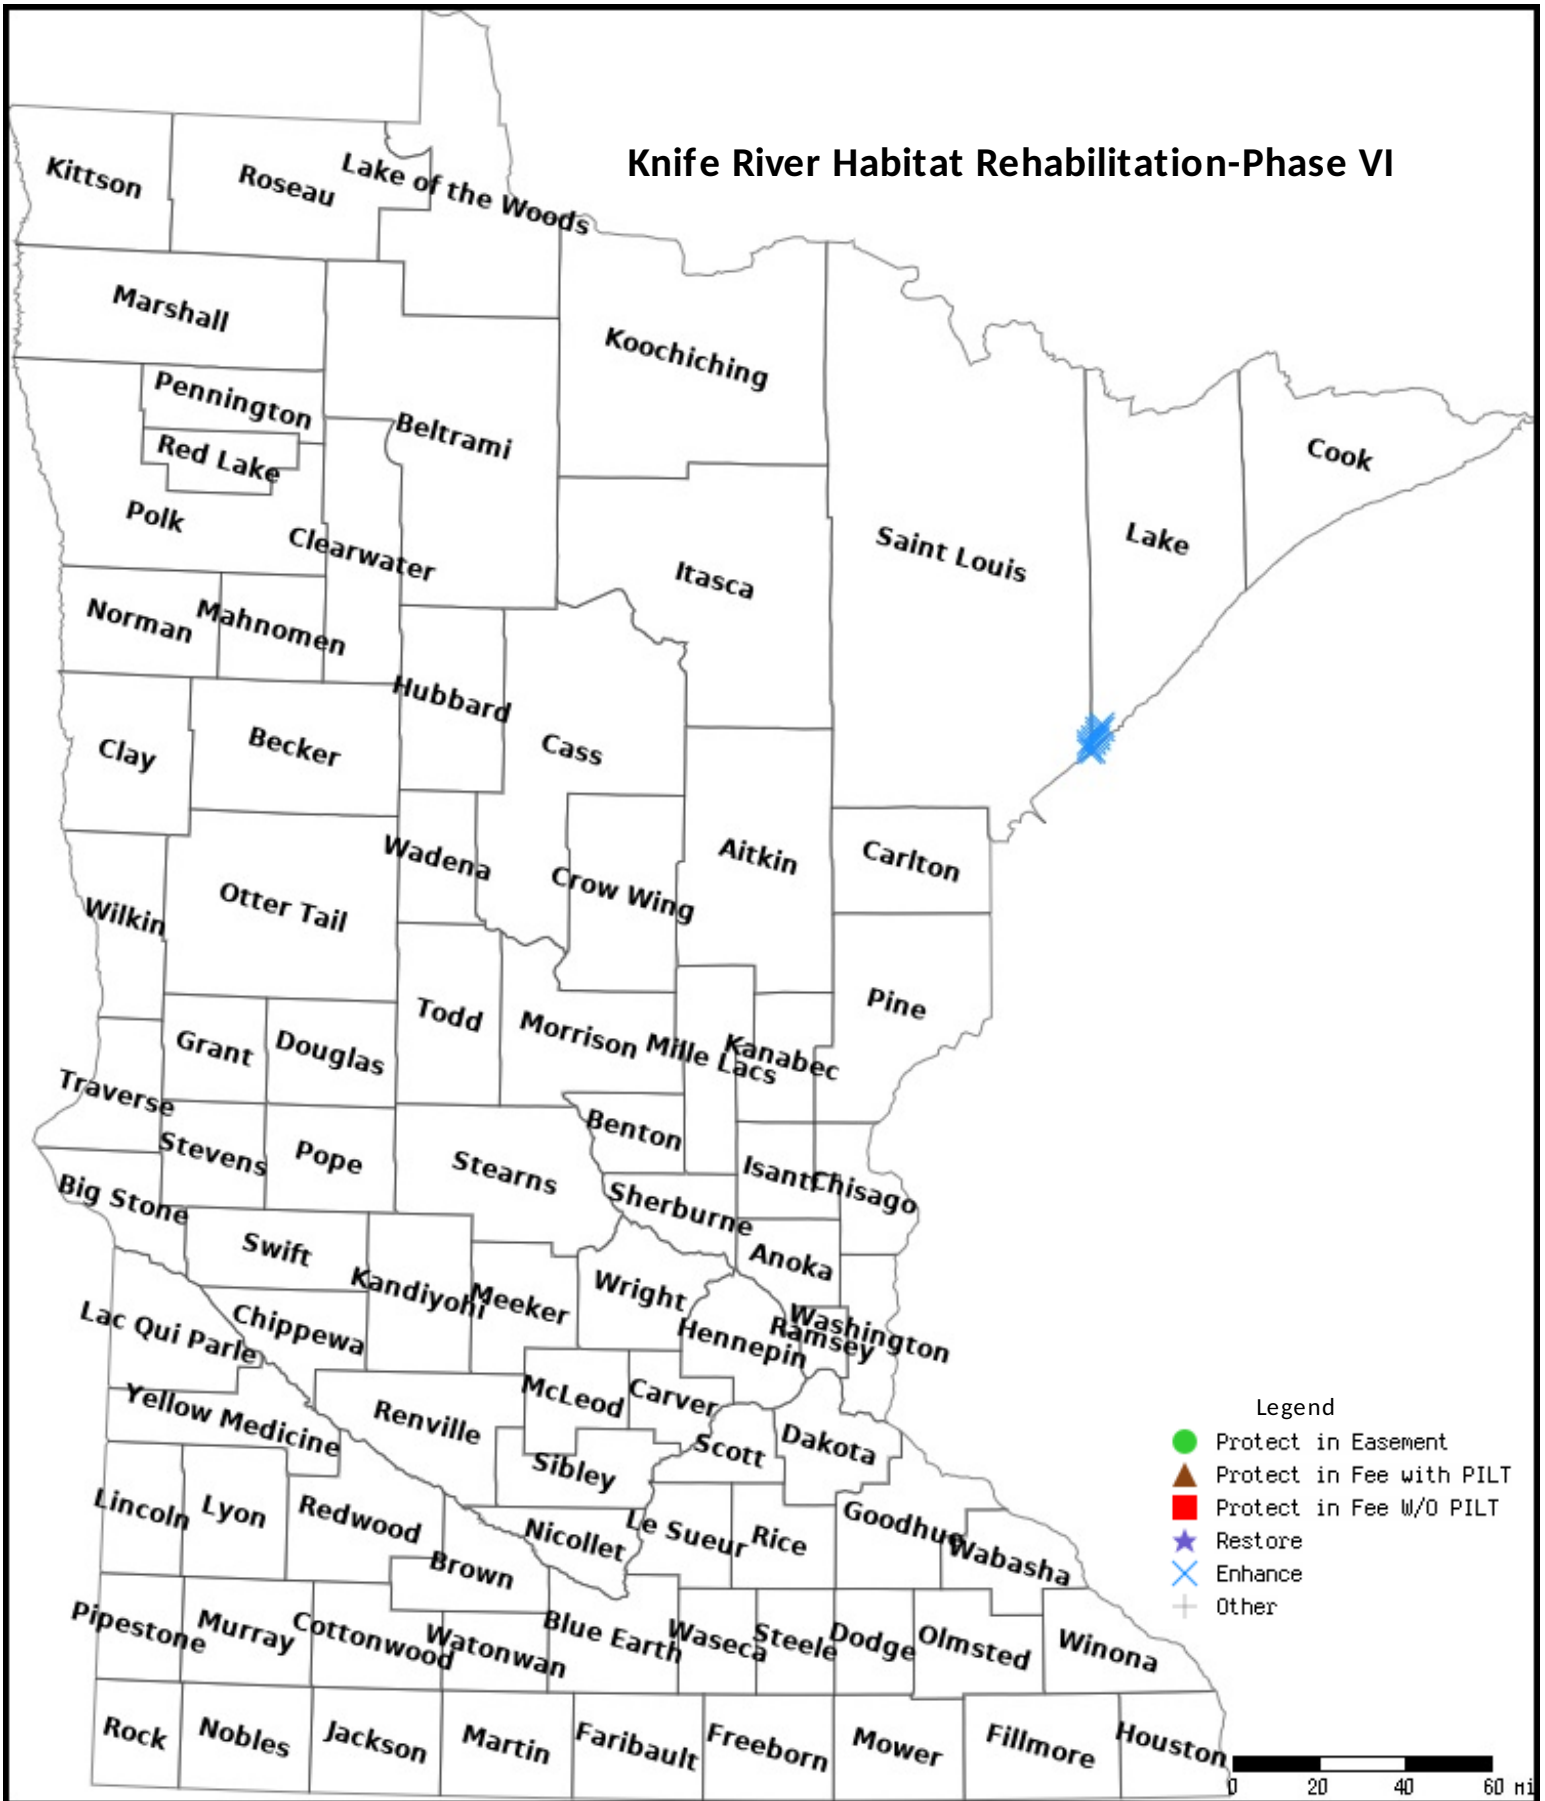 Knife River Habitat Rehabilitation-Phase VI
Kittson
Roseau
Lake of the Woods
Marshall
Koochiching
Pennington
Beltrami
Red Lake
Cook
Polk
Clearwater
Saint Louis
Lake
Itasca
Norman
Mahnomen
Hubbard
Clay
Becker
Cass
Wadena
Aitkin
Carlton
Crow Wing
Otter Tail
Wilkin
Pine
Todd
Morrison
Mille Lacs
Kanabec
Grant
Douglas
Traverse
Benton
Stevens
Pope
Stearns
Isanti
Chisago
Big Stone
Sherburne
Swift
Anoka
Kandiyohi
Meeker
Wright
Lac Qui Parle
Chippewa
Hennepin
Ramsey
Washington
McLeod
Carver
Yellow Medicine
Renville
Scott
Dakota
Sibley
Lincoln
Lyon
Redwood
Nicollet
Le Sueur
Rice
Goodhue
Wabasha
Brown
Pipestone
Murray
Cottonwood
Watonwan
Blue Earth
Waseca
Steele
Dodge
Olmsted
Winona
Rock
Nobles
Jackson
Martin
Faribault
Freeborn
Mower
Fillmore
Houston
Legend
Protect in Easement
Protect in Fee with PILT
Protect in Fee W/O PILT
Restore
Enhance
Other
0 20 40 60 mi